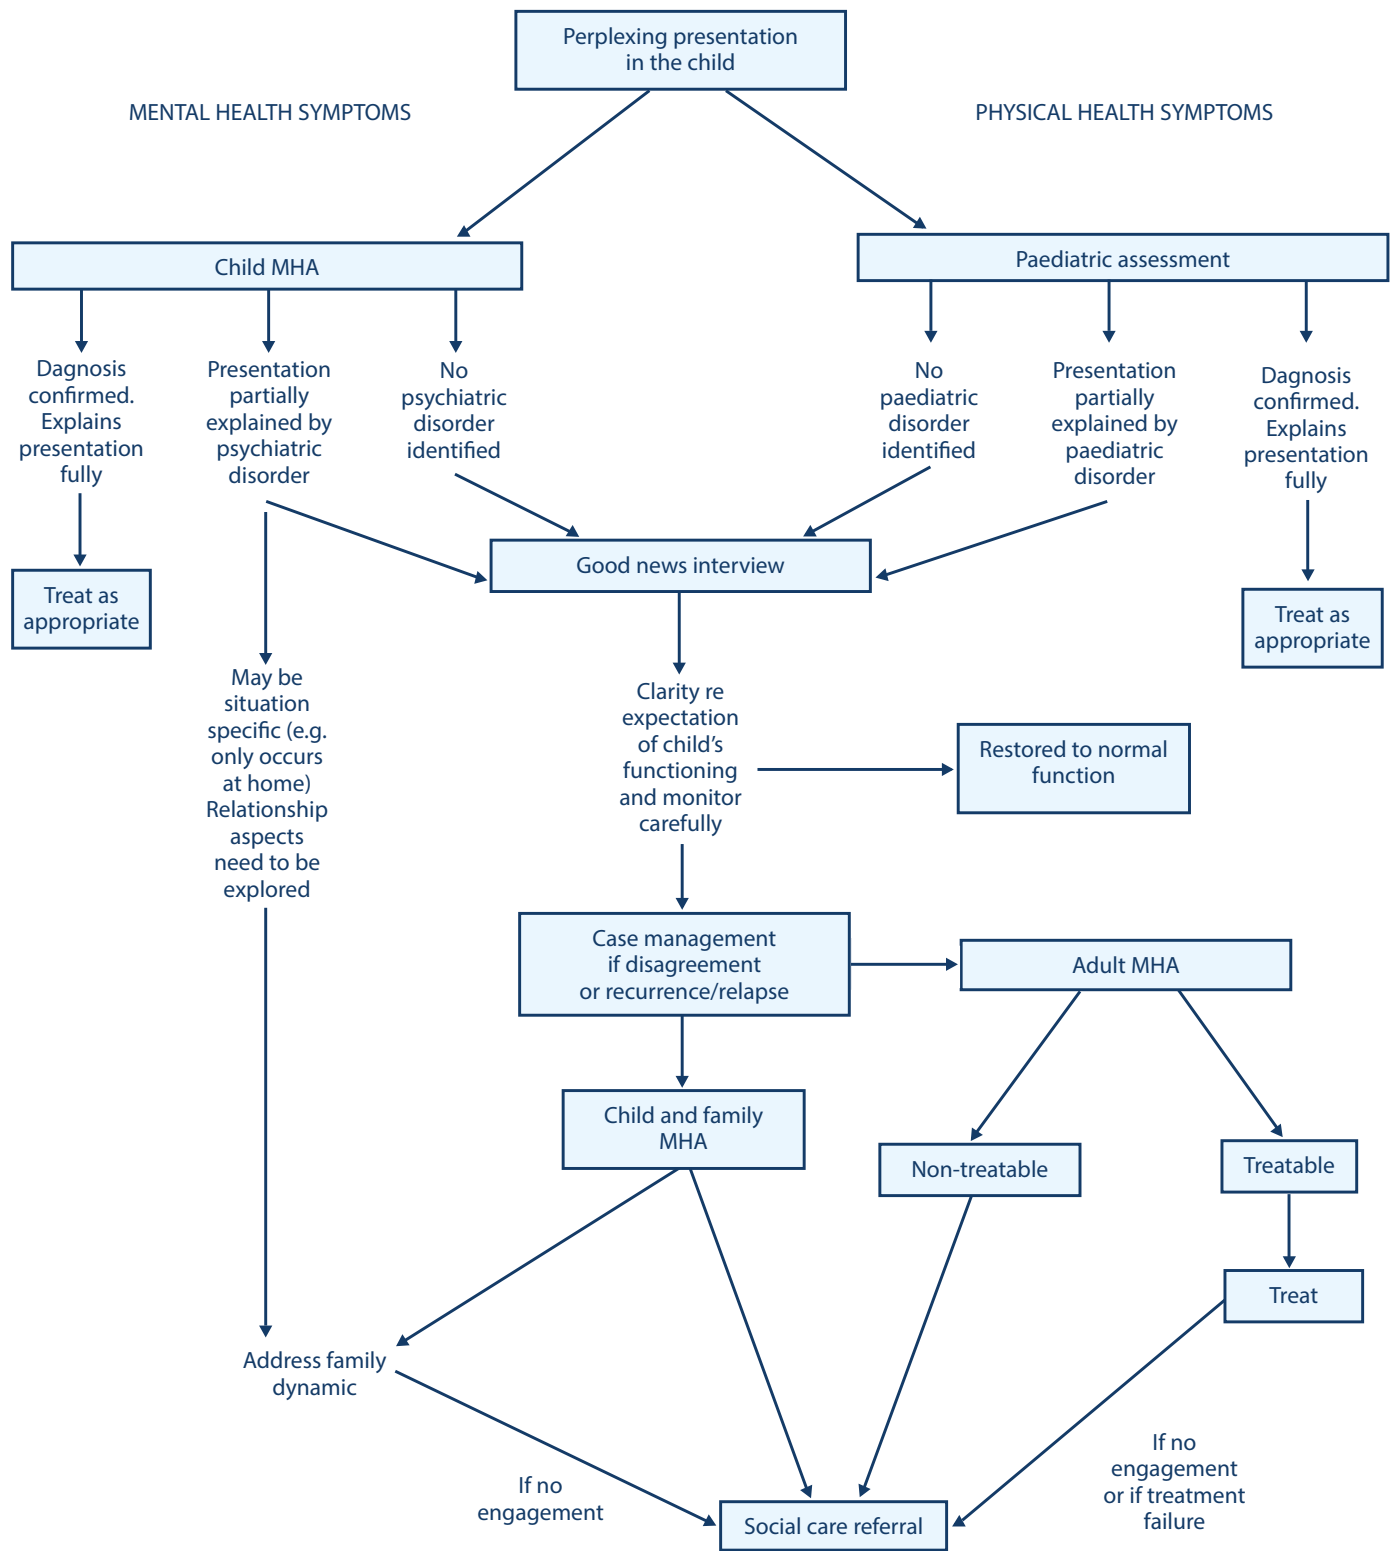 Perplexing presentation
in the child
MENTAL HEALTH SYMPTOMS
PHYSICAL HEALTH SYMPTOMS
Child MHA
Paediatric assessment
Dagnosis
confirmed.
Explains
presentation
fully
Presentation
partially
explained by
psychiatric
disorder
No
psychiatric
disorder
identified
No
paediatric
disorder
identified
Presentation
partially
explained by
paediatric
disorder
Dagnosis
confirmed.
Explains
presentation
fully
Good news interview
Treat as
appropriate
Treat as
appropriate
May be
situation
specific (e.g.
only occurs
at home)
Relationship
aspects
need to be
explored
Clarity re
expectation
of child’s
functioning
and monitor
carefully
Restored to normal
function
Case management
if disagreement
or recurrence/relapse
Adult MHA
Child and family
MHA
Non-treatable
Treatable
Treat
Address family
dynamic
If no
engagement
If no
engagement
or if treatment
failure
Social care referral